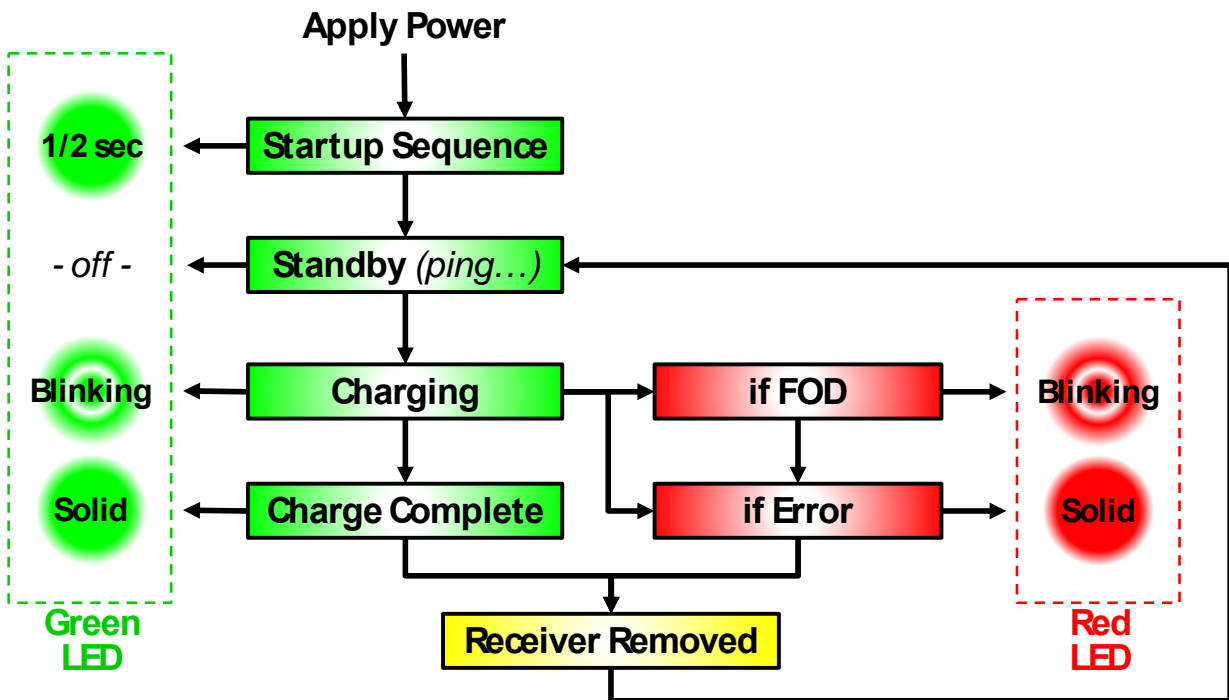 Apply Power
1/2 sec
Startup Sequence
- off -
Standby (ping...)
Blinking
Charging
if FOD
Blinking
Solid
Charge Complete
if Error
Solid
Green
LED
Receiver Removed
Red
LED